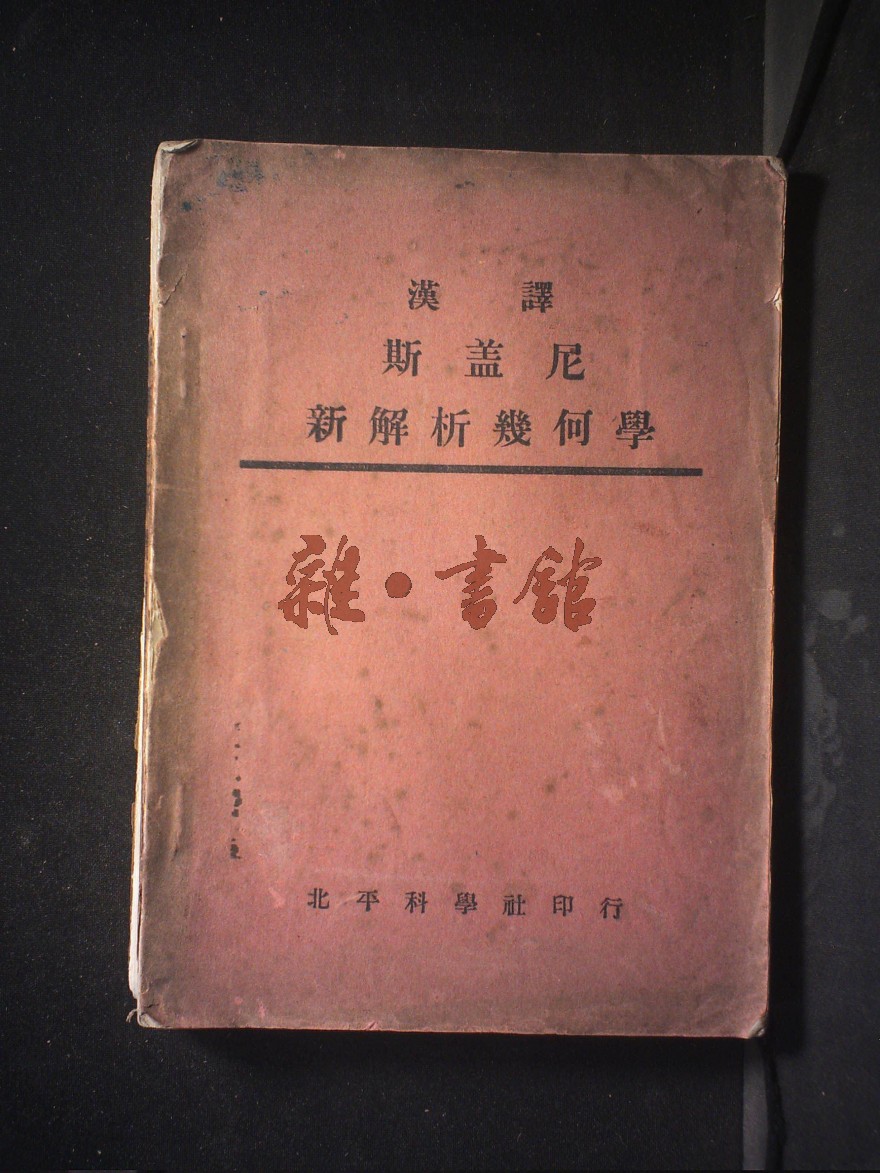 漢譯
斯盖尼
新解析幾何學
雜·書館
北平科學社印行